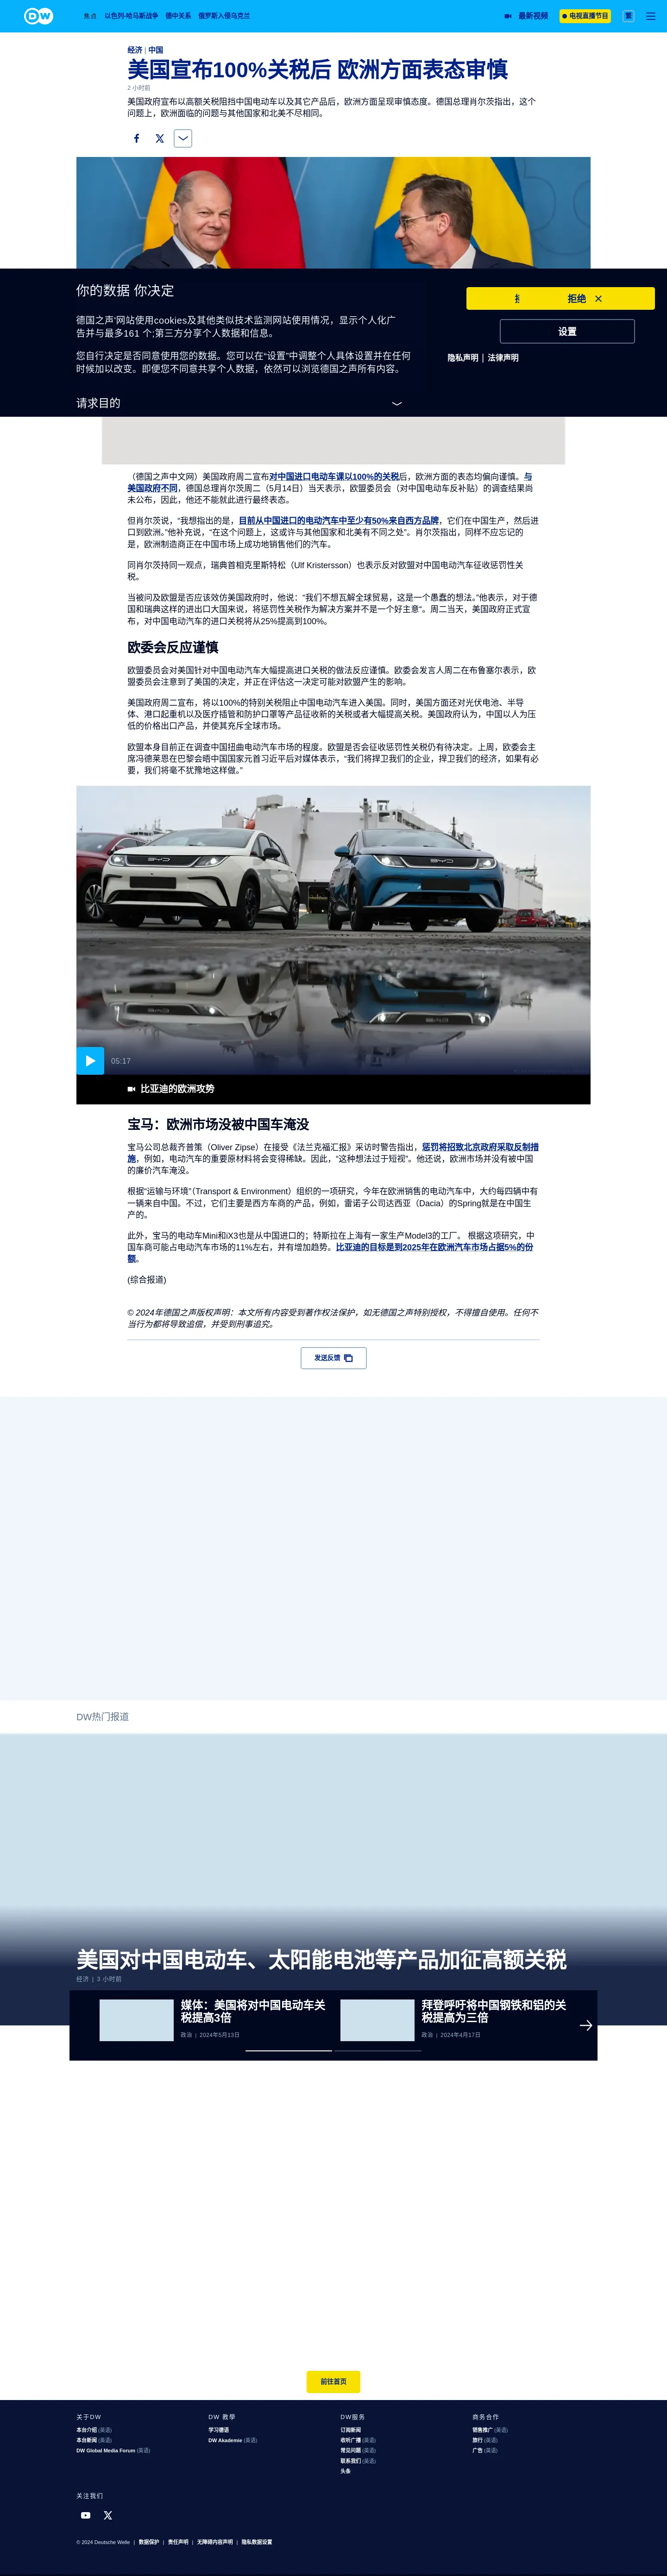 DW
焦点
以色列-哈马斯战争
德中关系
俄罗斯入侵乌克兰
最新视频
电视直播节目
繁
经济 | 中国
美国宣布100%关税后 欧洲方面表态审慎
2 小时前
美国政府宣布以高额关税阻挡中国电动车以及其它产品后，欧洲方面呈现审慎态度。德国总理肖尔茨指出，这个
问题上，欧洲面临的问题与其他国家和北美不尽相同。
你的数据 你决定
德国之声'网站使用cookies及其他类似技术监测网站使用情况，显示个人化广
告并与最多161 个;第三方分享个人数据和信息。
您自行决定是否同意使用您的数据。您可以在“设置”中调整个人具体设置并在任何
时候加以改变。即便您不同意共享个人数据，依然可以浏览德国之声所有内容。
请求目的
拒绝
设置
隐私声明 | 法律声明
（德国之声中文网）美国政府周二宣布对中国进口电动车课以100%的关税后，欧洲方面的表态均偏向谨慎。与
美国政府不同，德国总理肖尔茨周二（5月14日）当天表示，欧盟委员会（对中国电动车反补贴）的调查结果尚
未公布，因此，他还不能就此进行最终表态。
但肖尔茨说，“我想指出的是，目前从中国进口的电动汽车中至少有50%来自西方品牌，它们在中国生产，然后进
口到欧洲。”他补充说，“在这个问题上，这或许与其他国家和北美有不同之处”。肖尔茨指出，同样不应忘记的
是，欧洲制造商正在中国市场上成功地销售他们的汽车。
同肖尔茨持同一观点，瑞典首相克里斯特松（Ulf Kristersson）也表示反对欧盟对中国电动汽车征收惩罚性关
税。
当被问及欧盟是否应该效仿美国政府时，他说：“我们不想瓦解全球贸易，这是一个愚蠢的想法。”他表示，对于德
国和瑞典这样的进出口大国来说，将惩罚性关税作为解决方案并不是一个好主意“。周二当天，美国政府正式宣
布，对中国电动汽车的进口关税将从25%提高到100%。
欧委会反应谨慎
欧盟委员会对美国针对中国电动汽车大幅提高进口关税的做法反应谨慎。欧委会发言人周二在布鲁塞尔表示，欧
盟委员会注意到了美国的决定，并正在评估这一决定可能对欧盟产生的影响。
美国政府周二宣布，将以100%的特别关税阻止中国电动汽车进入美国。同时，美国方面还对光伏电池、半导
体、港口起重机以及医疗插管和防护口罩等产品征收新的关税或者大幅提高关税。美国政府认为，中国以人为压
低的价格出口产品，并使其充斥全球市场。
欧盟本身目前正在调查中国扭曲电动汽车市场的程度。欧盟是否会征收惩罚性关税仍有待决定。上周，欧委会主
席冯德莱恩在巴黎会晤中国国家元首习近平后对媒体表示，“我们将捍卫我们的企业，捍卫我们的经济，如果有必
要，我们将毫不犹豫地这样做。”
BYD
BYD
05:17
比亚迪的欧洲攻势
宝马：欧洲市场没被中国车淹没
宝马公司总裁齐普策（Oliver Zipse）在接受《法兰克福汇报》采访时警告指出，惩罚将招致北京政府采取反制措
施，例如，电动汽车的重要原材料将会变得稀缺。因此，“这种想法过于短视”。他还说，欧洲市场并没有被中国
的廉价汽车淹没。
根据“运输与环境”（Transport & Environment）组织的一项研究，今年在欧洲销售的电动汽车中，大约每四辆中有
一辆来自中国。不过，它们主要是西方车商的产品，例如，雷诺子公司达西亚（Dacia）的Spring就是在中国生
产的。
此外，宝马的电动车Mini和iX3也是从中国进口的；特斯拉在上海有一家生产Model3的工厂。 根据这项研究，中
国车商可能占电动汽车市场的11%左右，并有增加趋势。比亚迪的目标是到2025年在欧洲汽车市场占据5%的份
额。
(综合报道)
© 2024年德国之声版权声明：本文所有内容受到著作权法保护，如无德国之声特别授权，不得擅自使用。任何不
当行为都将导致追偿，并受到刑事追究。
发送反馈
DW热门报道
美国对中国电动车、太阳能电池等产品加征高额关税
经济 | 3 小时前
媒体：美国将对中国电动车关
税提高3倍
政治 | 2024年5月13日
拜登呼吁将中国钢铁和铝的关
税提高为三倍
政治 | 2024年4月17日
前往首页
关于DW
本台介绍 (英语)
本台新闻 (英语)
DW Global Media Forum (英语)
DW 教學
学习德语
DW Akademie (英语)
DW服务
订阅新闻
收听广播 (英语)
常见问题 (英语)
联系我们 (英语)
头条
商务合作
销售推广 (英语)
旅行 (英语)
广告 (英语)
关注我们
© 2024 Deutsche Welle | 数据保护 | 责任声明 | 无障碍内容声明 | 隐私数据设置